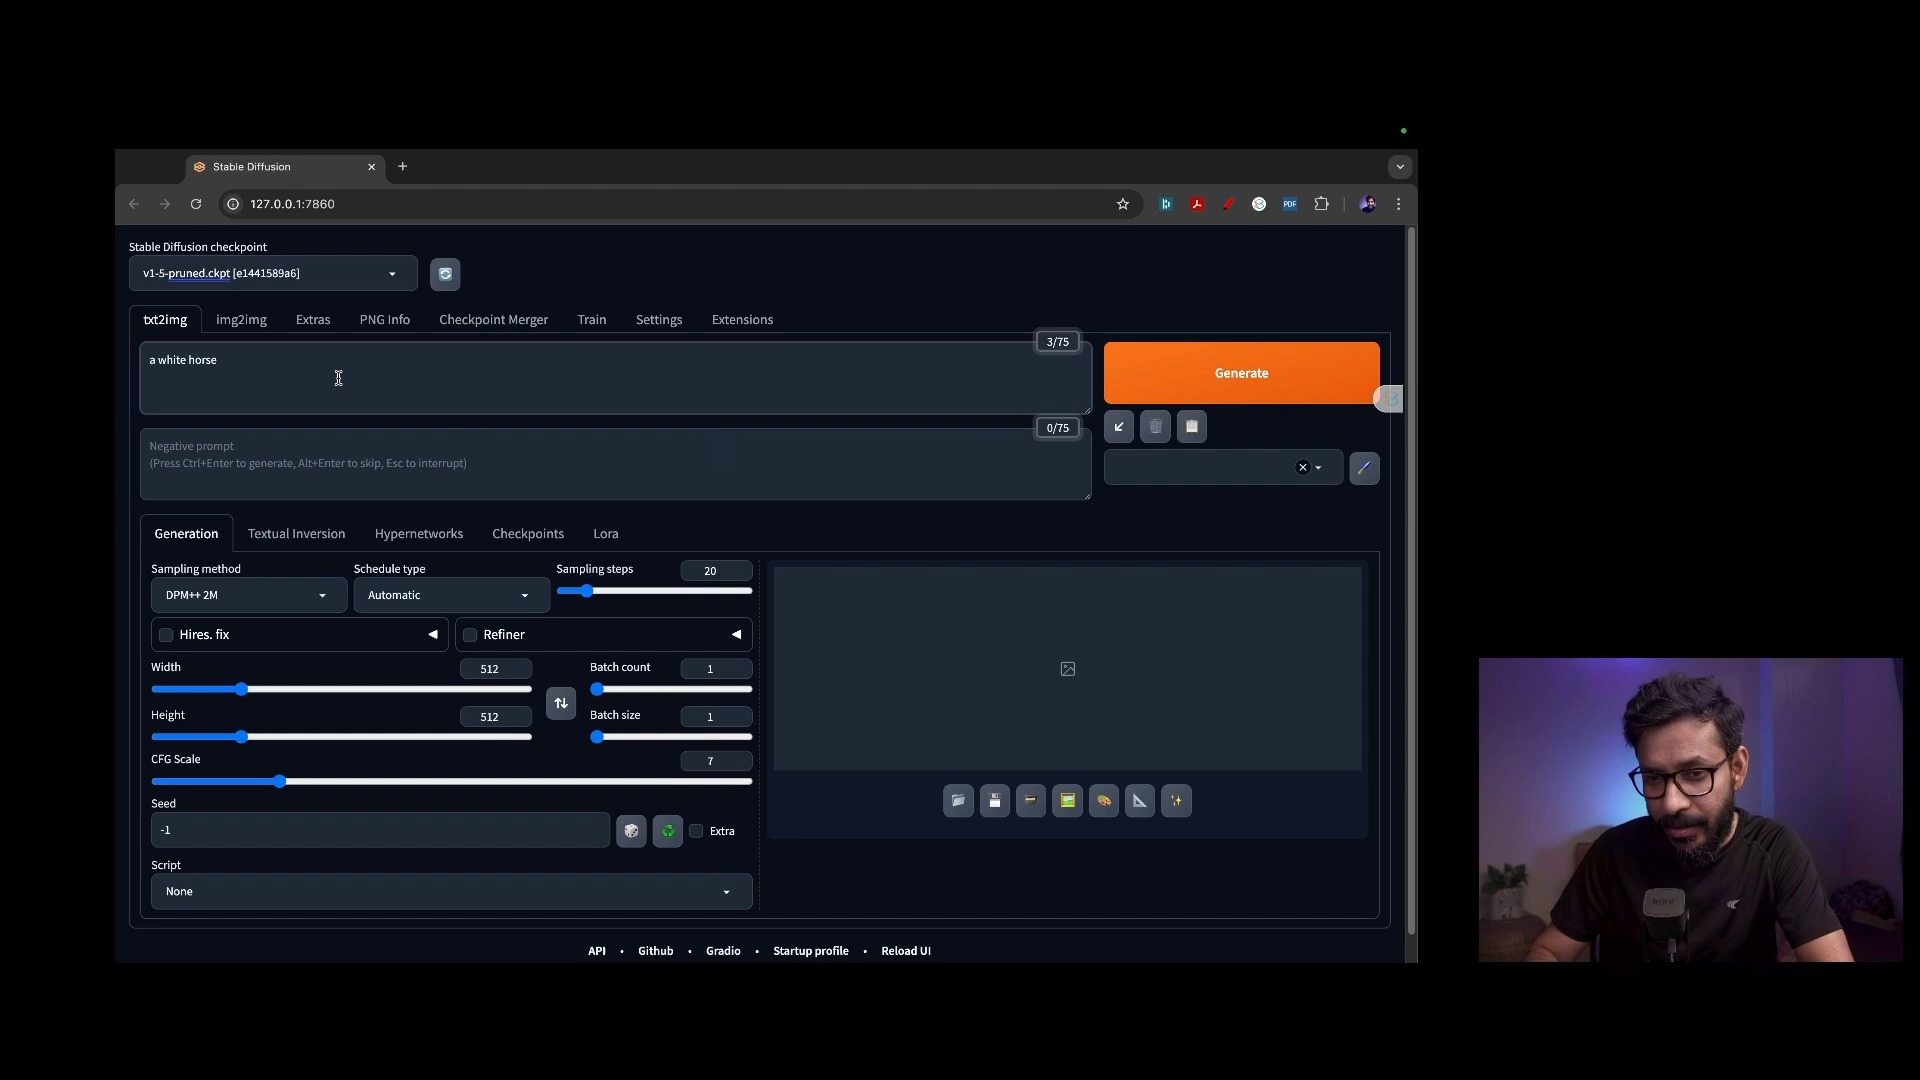 Stable Diffusion
127.0.0.1:7860
PDF
Stable Diffusion checkpoint
v1-5-pruned.ckpt [e1441589a6]
txt2img img2img Extras PNG Info Checkpoint Merger Train Settings Extensions
3/75
a white horse
Generate
0/75
Negative prompt
(Press Ctrl+Enter to generate, Alt+Enter to skip, Esc to interrupt)
Generation Textual Inversion Hypernetworks Checkpoints Lora
Sampling method Schedule type Sampling steps 20
DPM++ 2M Automatic
Hires. fix Refiner
Width 512 Batch count 1
Height 512 Batch size 1
CFG Scale 7
Seed
-1 Extra
Script
None
API • Github • Gradio • Startup profile • Reload UI